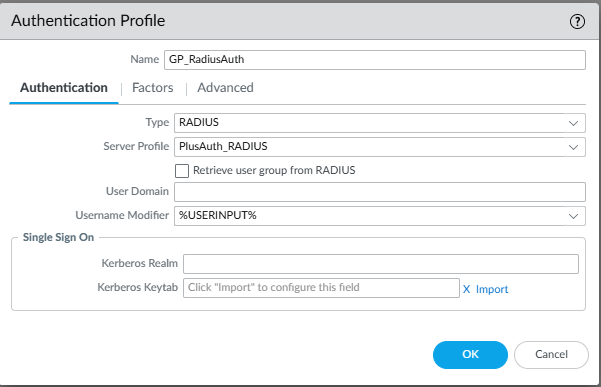 Authentication Profile
Name GP_RadiusAuth
Authentication Factors Advanced
Type RADIUS
Server Profile PlusAuth_RADIUS
Retrieve user group from RADIUS
User Domain
Username Modifier %USERINPUT%
Single Sign On
Kerberos Realm
Kerberos Keytab Click "Import" to configure this field X Import
OK Cancel